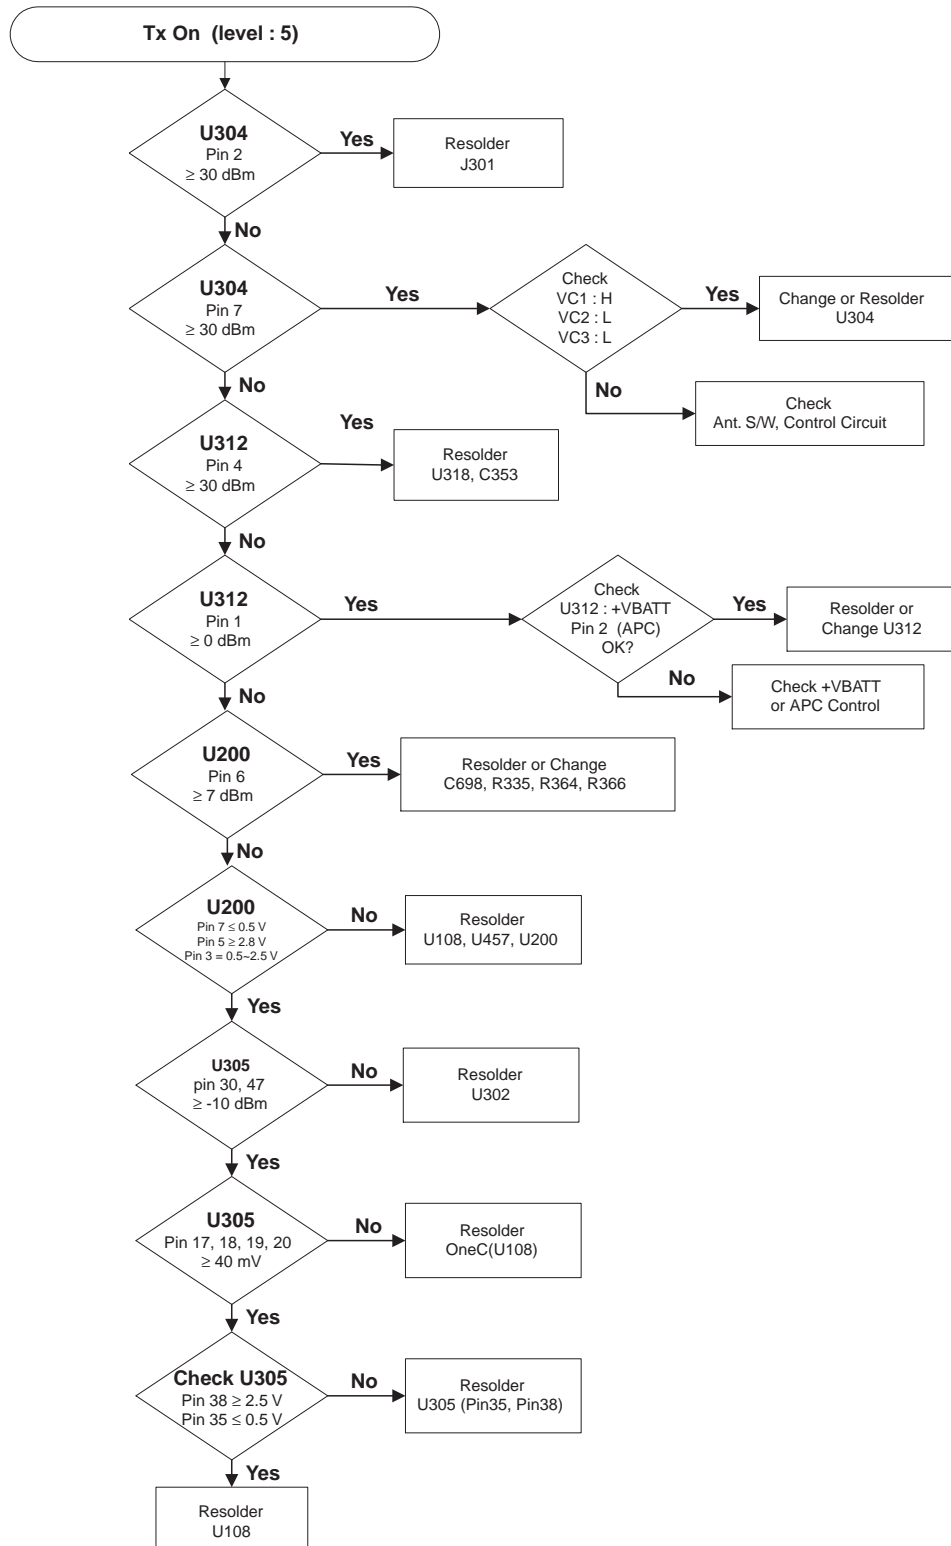 Tx On  (level : 5)
U304
Pin 2
≥ 30 dBm
Yes
Resolder
J301
No
U304
Pin 7
≥ 30 dBm
Yes
Check
VC1 : H
VC2 : L
VC3 : L
Yes
Change or Resolder
U304
No
Check
Ant. S/W, Control Circuit
No
U312
Pin 4
≥ 30 dBm
Yes
Resolder
U318, C353
No
U312
Pin 1
≥ 0 dBm
Yes
Check
U312 : +VBATT
Pin 2  (APC)
OK?
Yes
Resolder or
Change U312
No
Check +VBATT
or APC Control
No
U200
Pin 6
≥ 7 dBm
Yes
Resolder or Change
C698, R335, R364, R366
No
U200
Pin 7 ≤ 0.5 V
Pin 5 ≥ 2.8 V
Pin 3 = 0.5~2.5 V
No
Resolder
U108, U457, U200
Yes
U305
pin 30, 47
≥ -10 dBm
No
Resolder
U302
Yes
U305
Pin 17, 18, 19, 20
≥ 40 mV
No
Resolder
OneC(U108)
Yes
Check U305
Pin 38 ≥ 2.5 V
Pin 35 ≤ 0.5 V
No
Resolder
U305 (Pin35, Pin38)
Yes
Resolder
U108